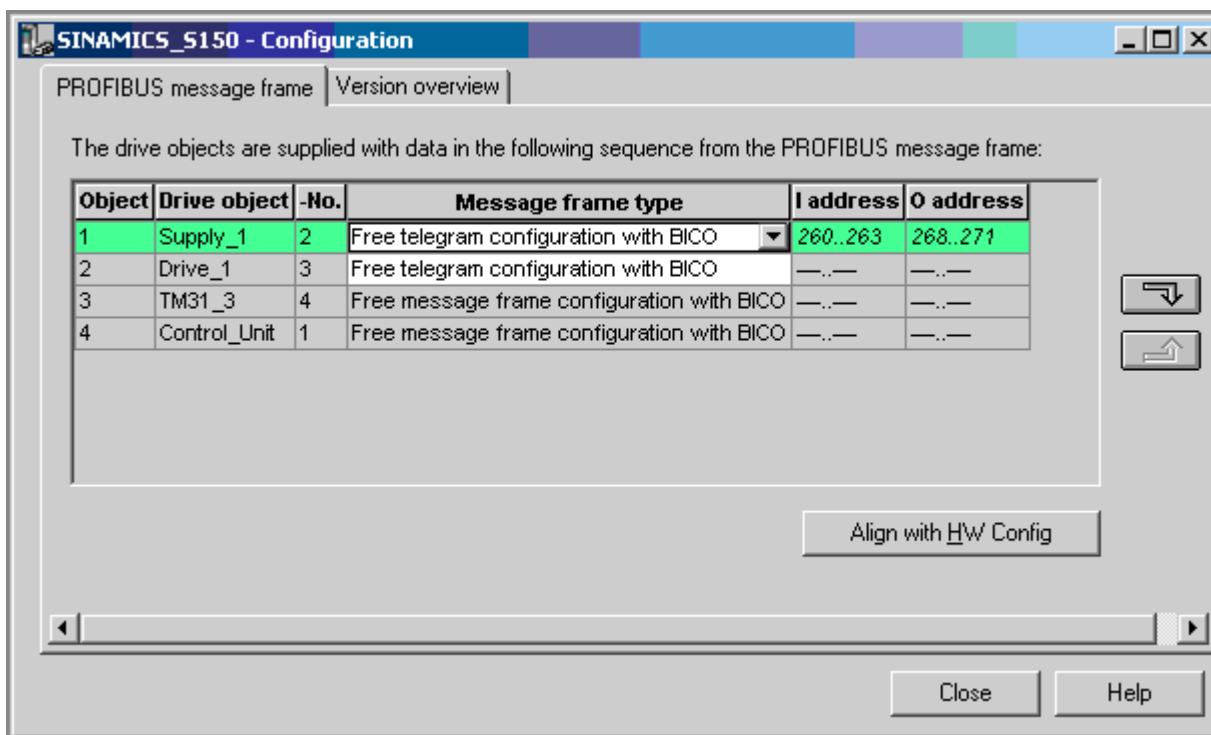 SINAMICS_S150 - Configuration
PROFIBUS message frame Version overview
The drive objects are supplied with data in the following sequence from the PROFIBUS message frame:
Object Drive object -No. Message frame type I address O address
1 Supply_1 2 Free telegram configuration with BICO 260..263 268..271
2 Drive_1 3 Free telegram configuration with BICO —..— —..—
3 TM31_3 4 Free message frame configuration with BICO —..— —..—
4 Control_Unit 1 Free message frame configuration with BICO —..— —..—
Align with HW Config
Close Help